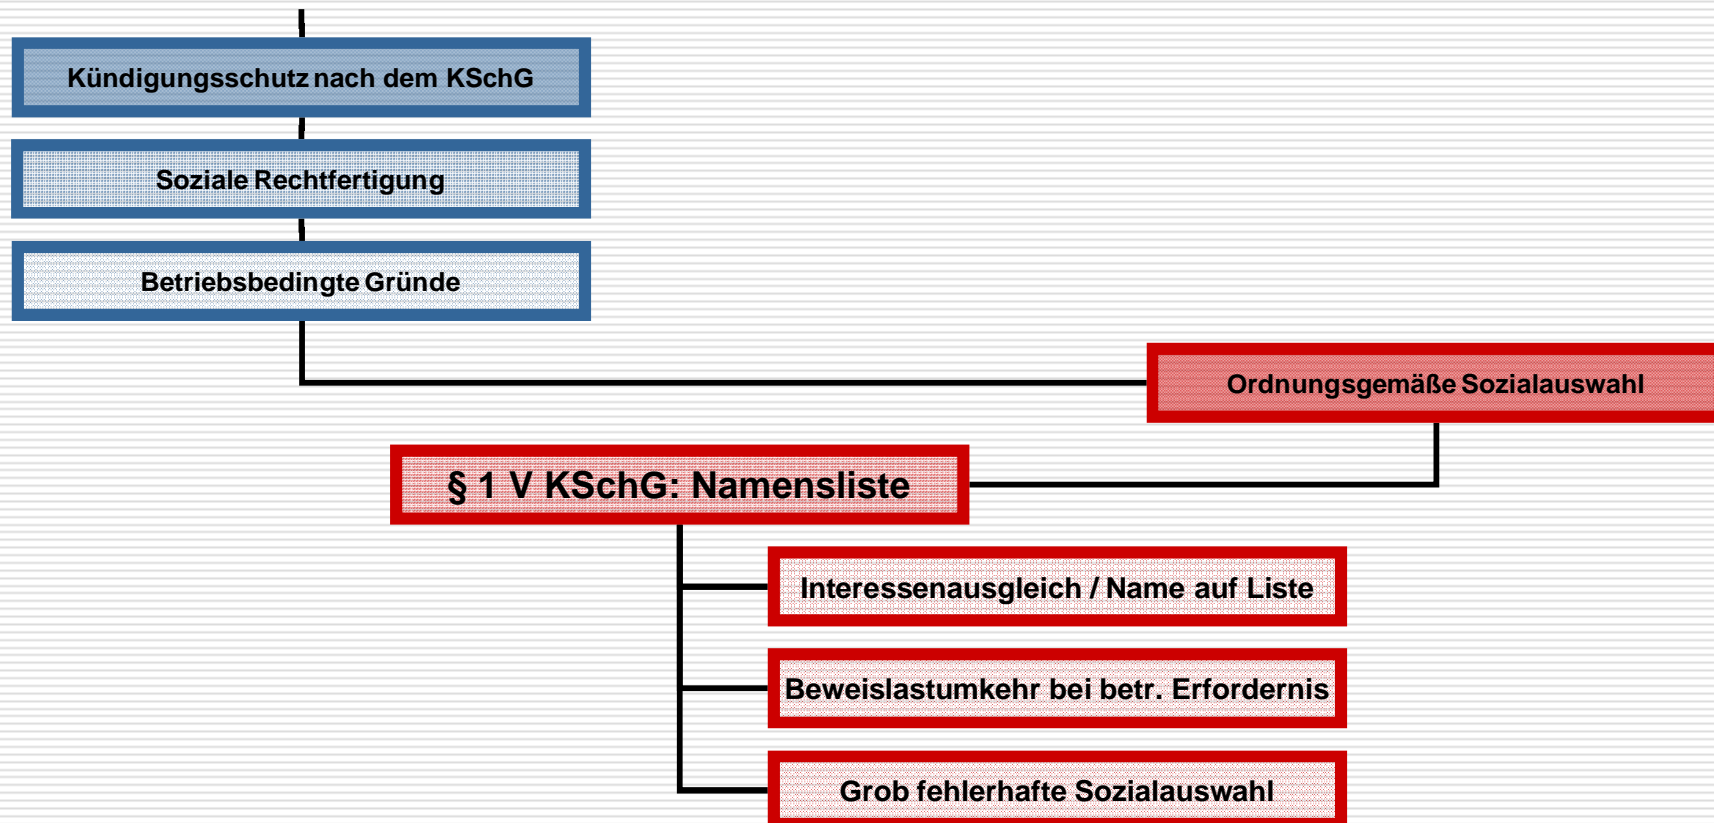 Kündigungsschutz nach dem KSchG
Soziale Rechtfertigung
Betriebsbedingte Gründe
Ordnungsgemäße Sozialauswahl
§ 1 V KSchG: Namensliste
Interessenausgleich / Name auf Liste
Beweislastumkehr bei betr. Erfordernis
Grob fehlerhafte Sozialauswahl